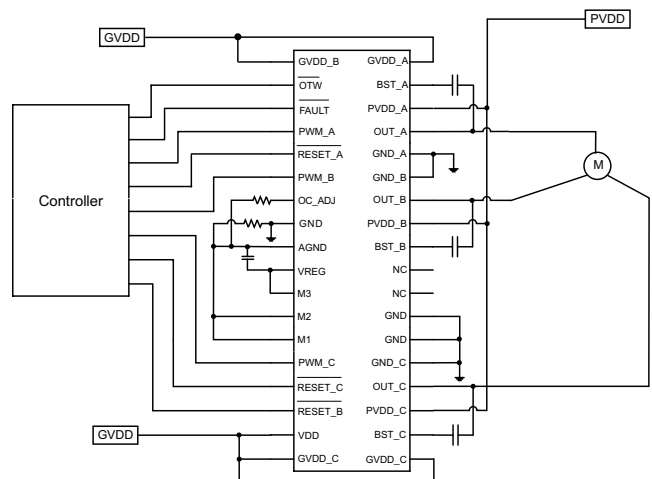 GVDD
PVDD
GVDD_B
GVDD_A
OTW
BST_A
FAULT
PVDD_A
PWM_A
OUT_A
RESET_A
GND_A
M
PWM_B
GND_B
Controller
OC_ADJ
OUT_B
GND
PVDD_B
AGND
BST_B
VREG
NC
M3
NC
M2
GND
M1
GND
PWM_C
GND_C
RESET_C
OUT_C
RESET_B
PVDD_C
GVDD
VDD
BST_C
GVDD_C
GVDD_C